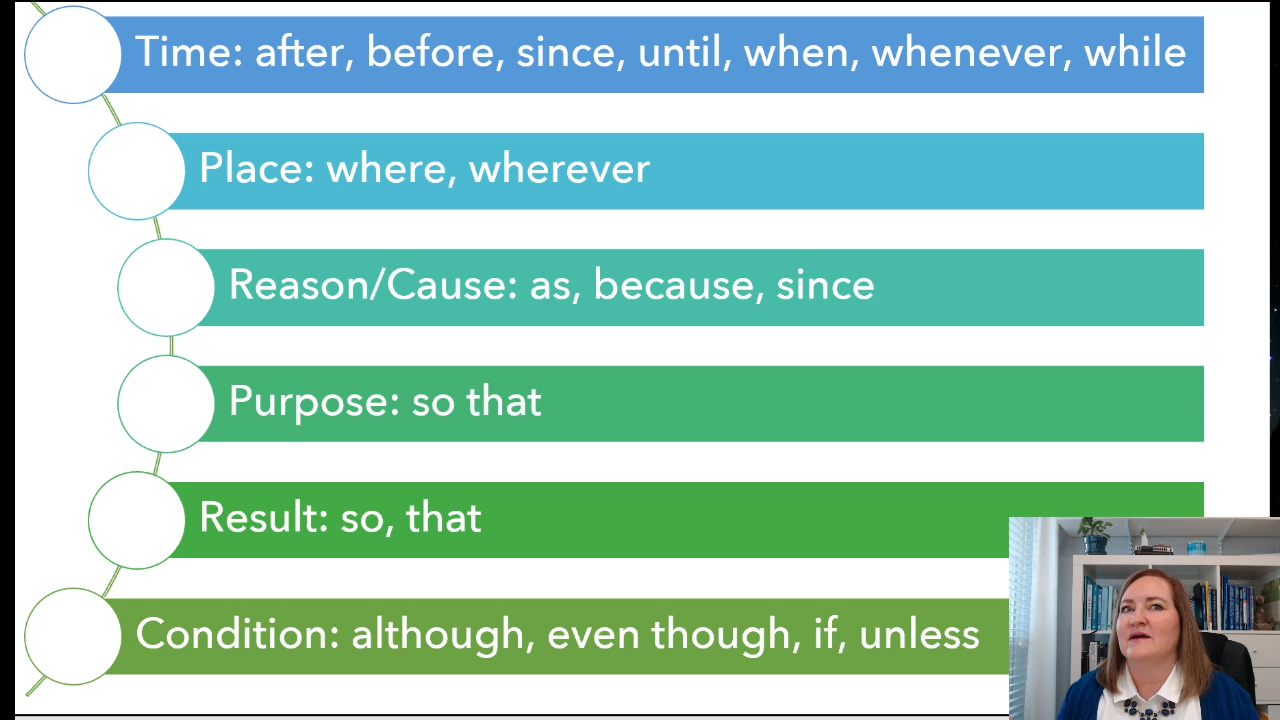 Time: after, before, since, until, when, whenever, while
Place: where, wherever
Reason/Cause: as, because, since
Purpose: so that
Result: so, that
Condition: although, even though, if, unless